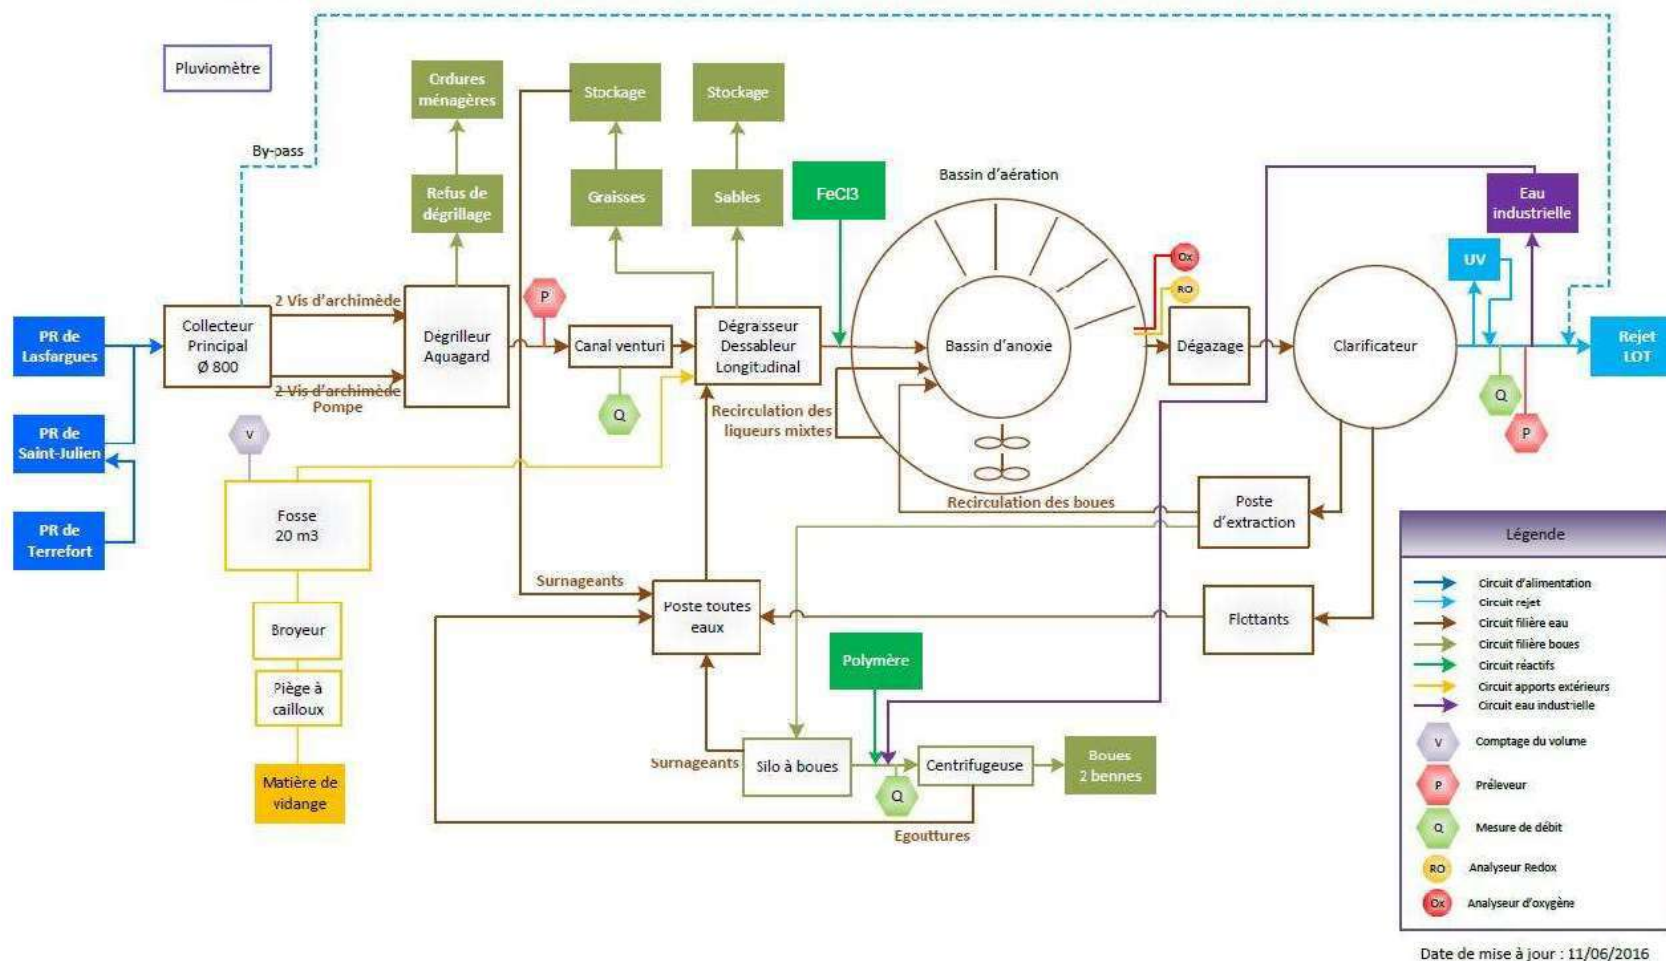 Pluviomètre
By-pass
Ordures
ménagères
Stockage
Stockage
Refus de
dégrillage
Graisses
Sables
FeCl3
Bassin d'aération
Eau
industrielle
UV
Ox
RO
PR de
Lasfargues
Collecteur
Principal
Ø 800
2 Vis d'archimède
2 Vis d'archimède
Pompe
Dégrilleur
Aquagard
P
Canal venturi
Q
Dégraisseur
Dessableur
Longitudinal
Bassin d'anoxie
Dégazage
Clarificateur
Rejet
LOT
Q
P
PR de
Saint-Julien
PR de
Terrefort
V
Fosse
20 m3
Recirculation des
liqueurs mixtes
Recirculation des boues
Poste
d'extraction
Broyeur
Piège à
cailloux
Matière de
vidange
Surnageants
Poste toutes
eaux
Flottants
Polymère
Surnageants
Silo à boues
Q
Centrifugeuse
Boues
2 bennes
Egouttures
Légende
Circuit d'alimentation
Circuit rejet
Circuit filière eau
Circuit filière boues
Circuit réactifs
Circuit apports extérieurs
Circuit eau industrielle
V Comptage du volume
P Préleveur
Q Mesure de débit
RO Analyseur Redox
Ox Analyseur d'oxygène
Date de mise à jour : 11/06/2016